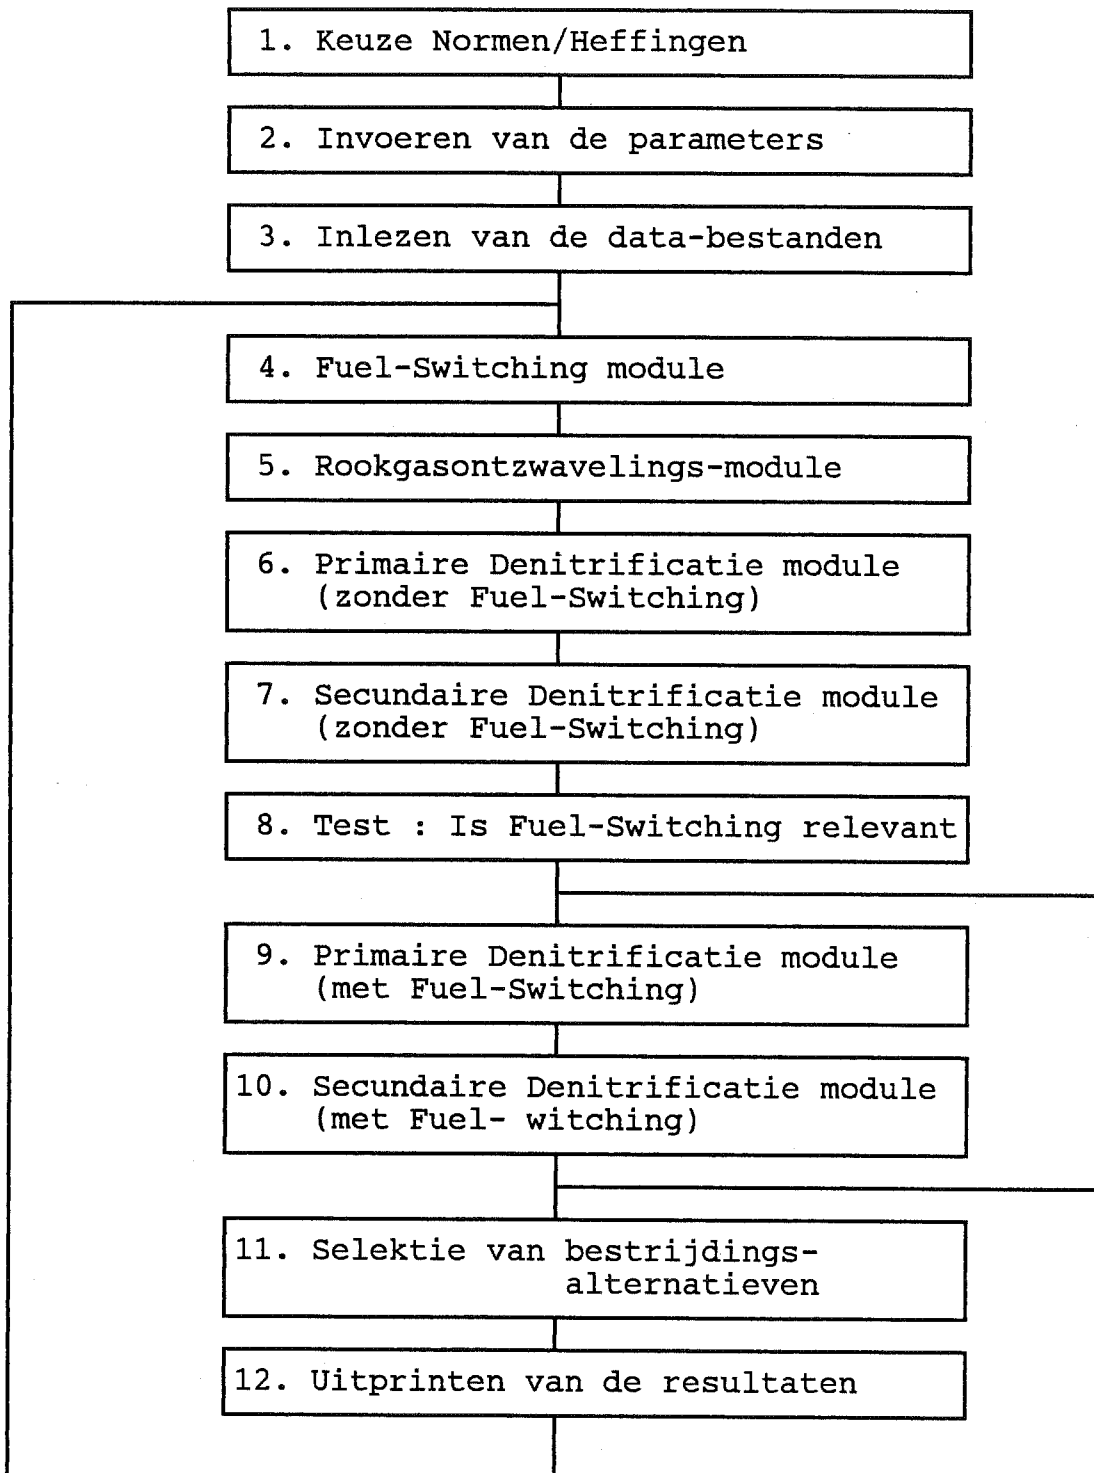 1. Keuze Normen/Heffingen
2. Invoeren van de parameters
3. Inlezen van de data-bestanden
4. Fuel-Switching module
5. Rookgasontzwavelings-module
6. Primaire Denitrificatie module
(zonder Fuel-Switching)
7. Secundaire Denitrificatie module
(zonder Fuel-Switching)
8. Test : Is Fuel-Switching relevant
9. Primaire Denitrificatie module
(met Fuel-Switching)
10. Secundaire Denitrificatie module
(met Fuel- witching)
11. Selektie van bestrijdings-
alternatieven
12. Uitprinten van de resultaten